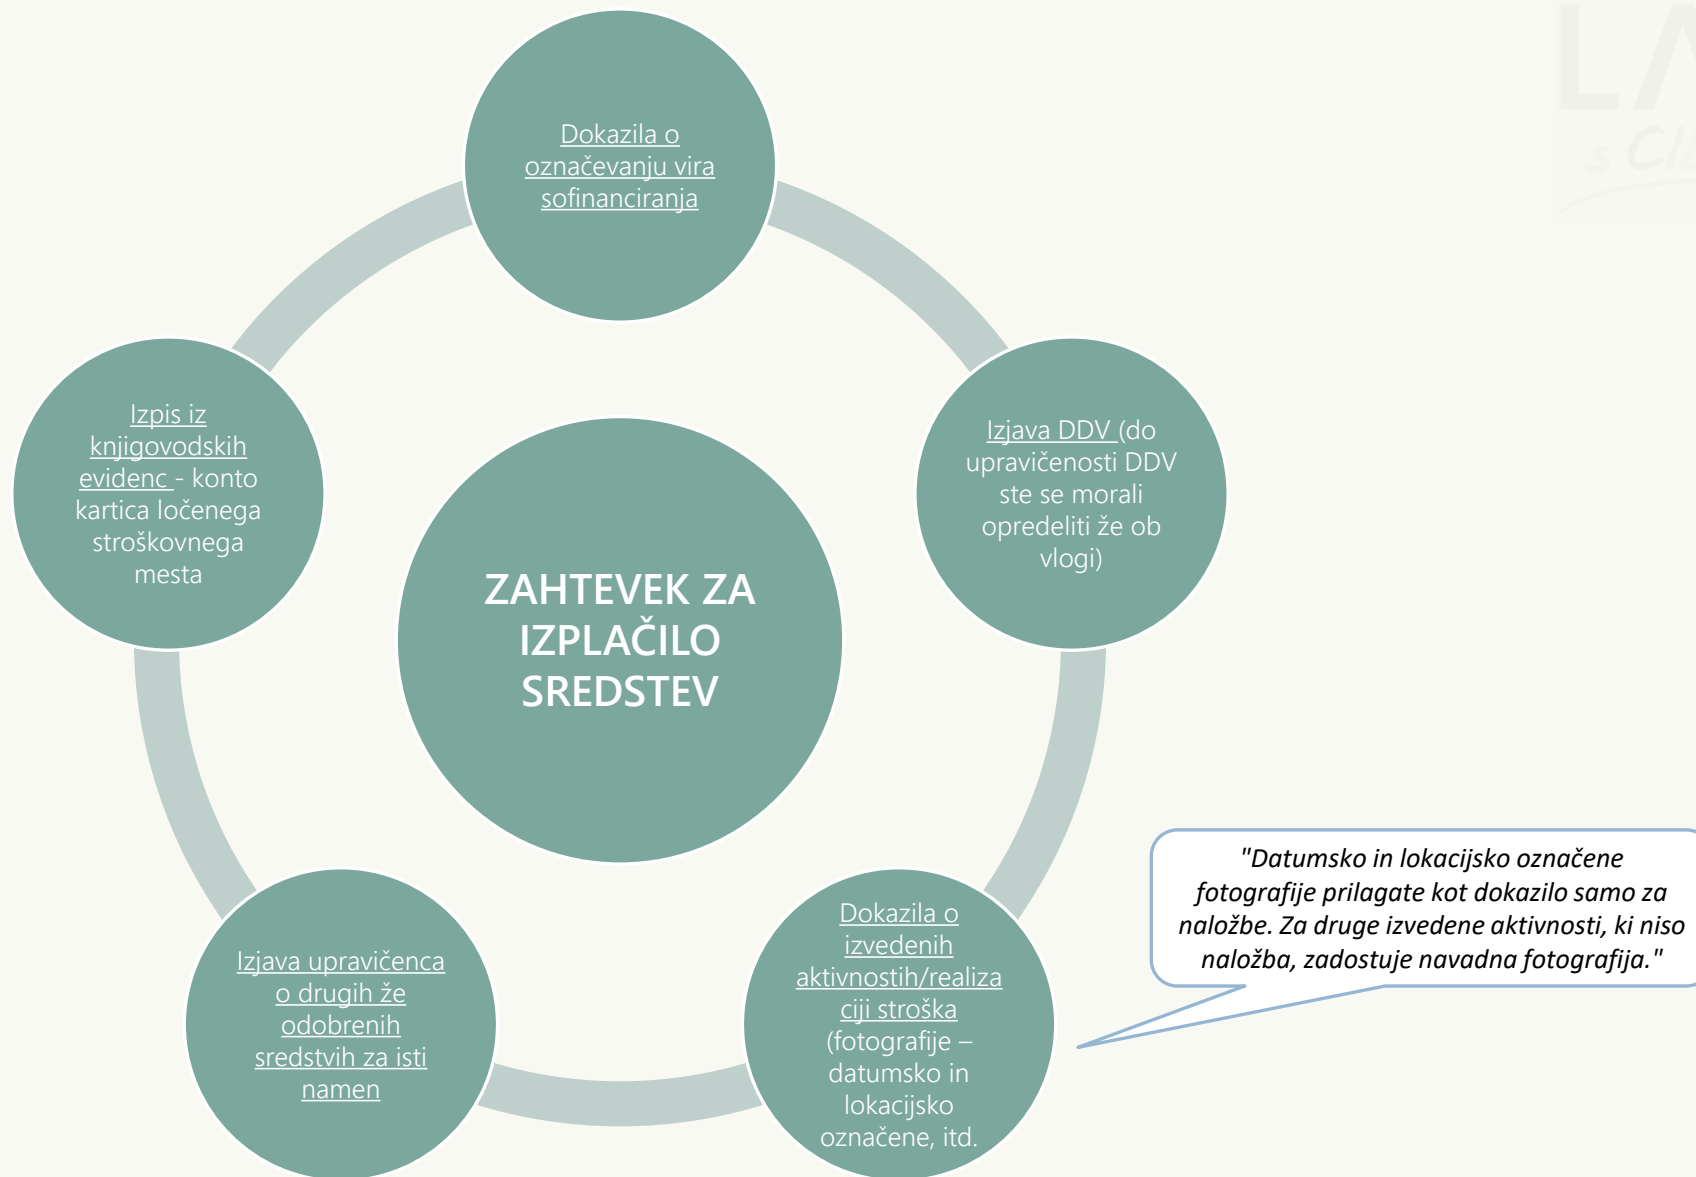 Dokazila o
označevanju vira
sofinanciranja
Izjava DDV (do
upravičenosti DDV
ste se morali
opredeliti že ob
vlogi)
Dokazila o
izvedenih
aktivnostih/realiza
ciji stroška
(fotografije –
datumsko in
lokacijsko
označene, itd.
Izjava upravičenca
o drugih že
odobrenih
sredstvih za isti
namen
Izpis iz
knjigovodskih
evidenc - konto
kartica ločenega
stroškovnega
mesta
ZAHTEVEK ZA
IZPLAČILO
SREDSTEV
"Datumsko in lokacijsko označene
fotografije prilagate kot dokazilo samo za
naložbe. Za druge izvedene aktivnosti, ki niso
naložba, zadostuje navadna fotografija."